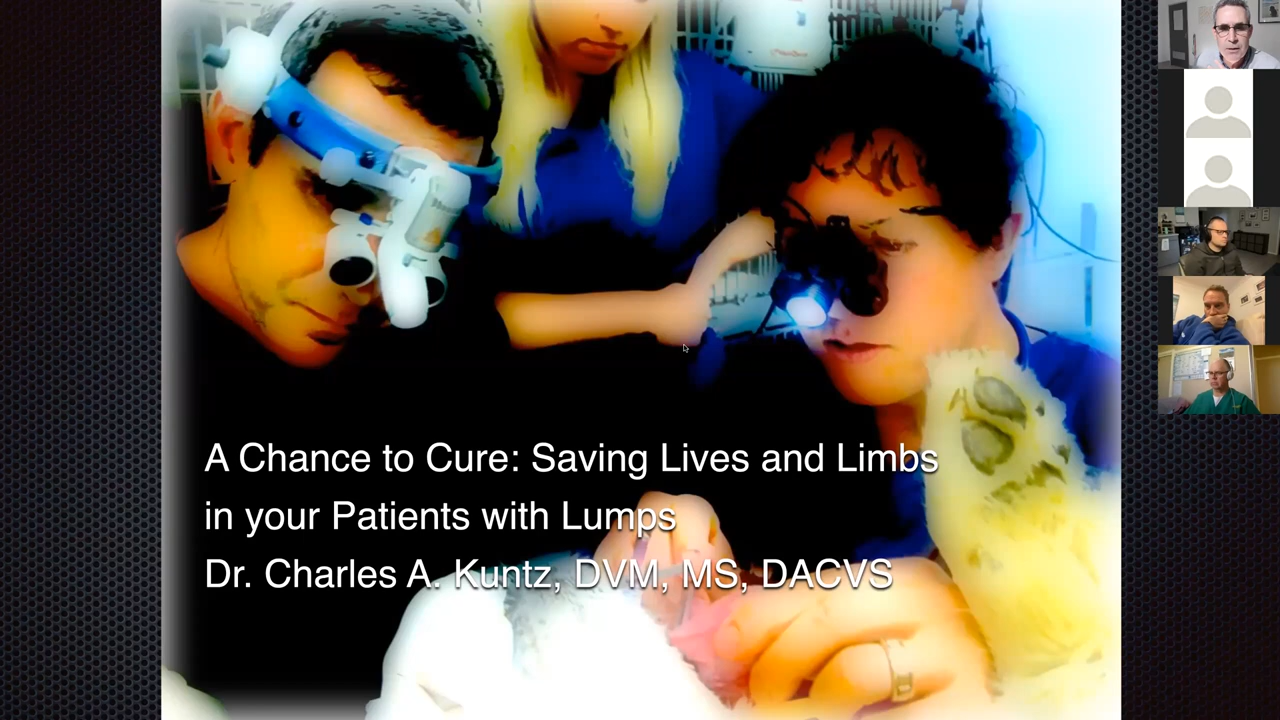 A Chance to Cure: Saving Lives and Limbs
in your Patients with Lumps
Dr. Charles A. Kuntz, DVM, MS, DACVS